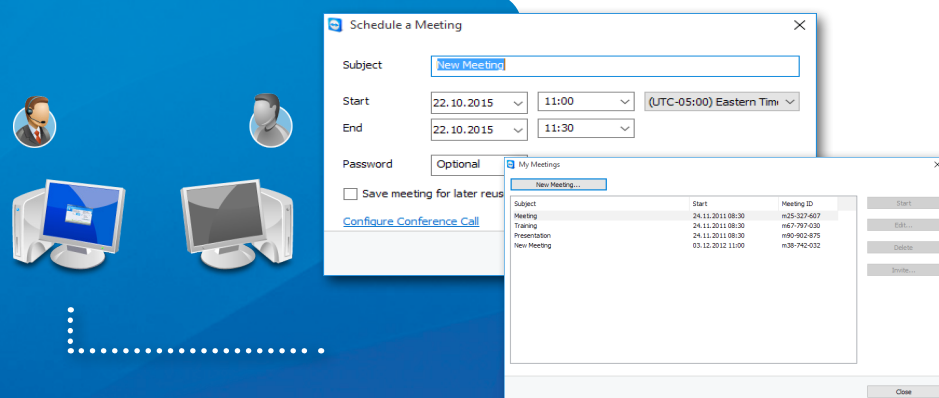 Schedule a Meeting
Subject New Meeting
Start 22.10.2015 11:00 (UTC-05:00) Eastern Time
End 22.10.2015 11:30
Password Optional
Save meeting for later reus
Configure Conference Call
My Meetings
New Meeting...
Subject Start Meeting ID
Meeting 24.11.2011 08:30 m25-327-607
Training 24.11.2011 08:30 m67-797-030
Presentation 24.11.2011 08:30 m90-902-875
New Meeting 03.12.2012 11:00 m38-742-032
Start
Edit...
Delete
Invite...
Close